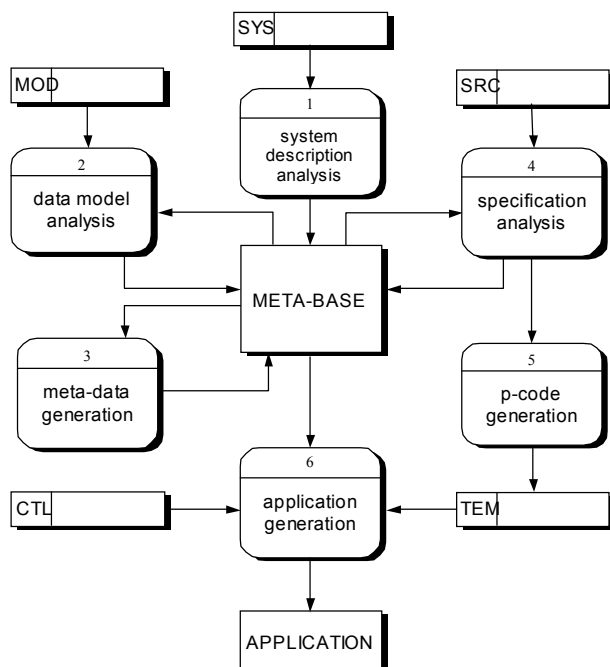 SYS
MOD
SRC
1
system
description
analysis
2
data model
analysis
4
specification
analysis
META-BASE
3
meta-data
generation
5
p-code
generation
6
application
generation
CTL
TEM
APPLICATION